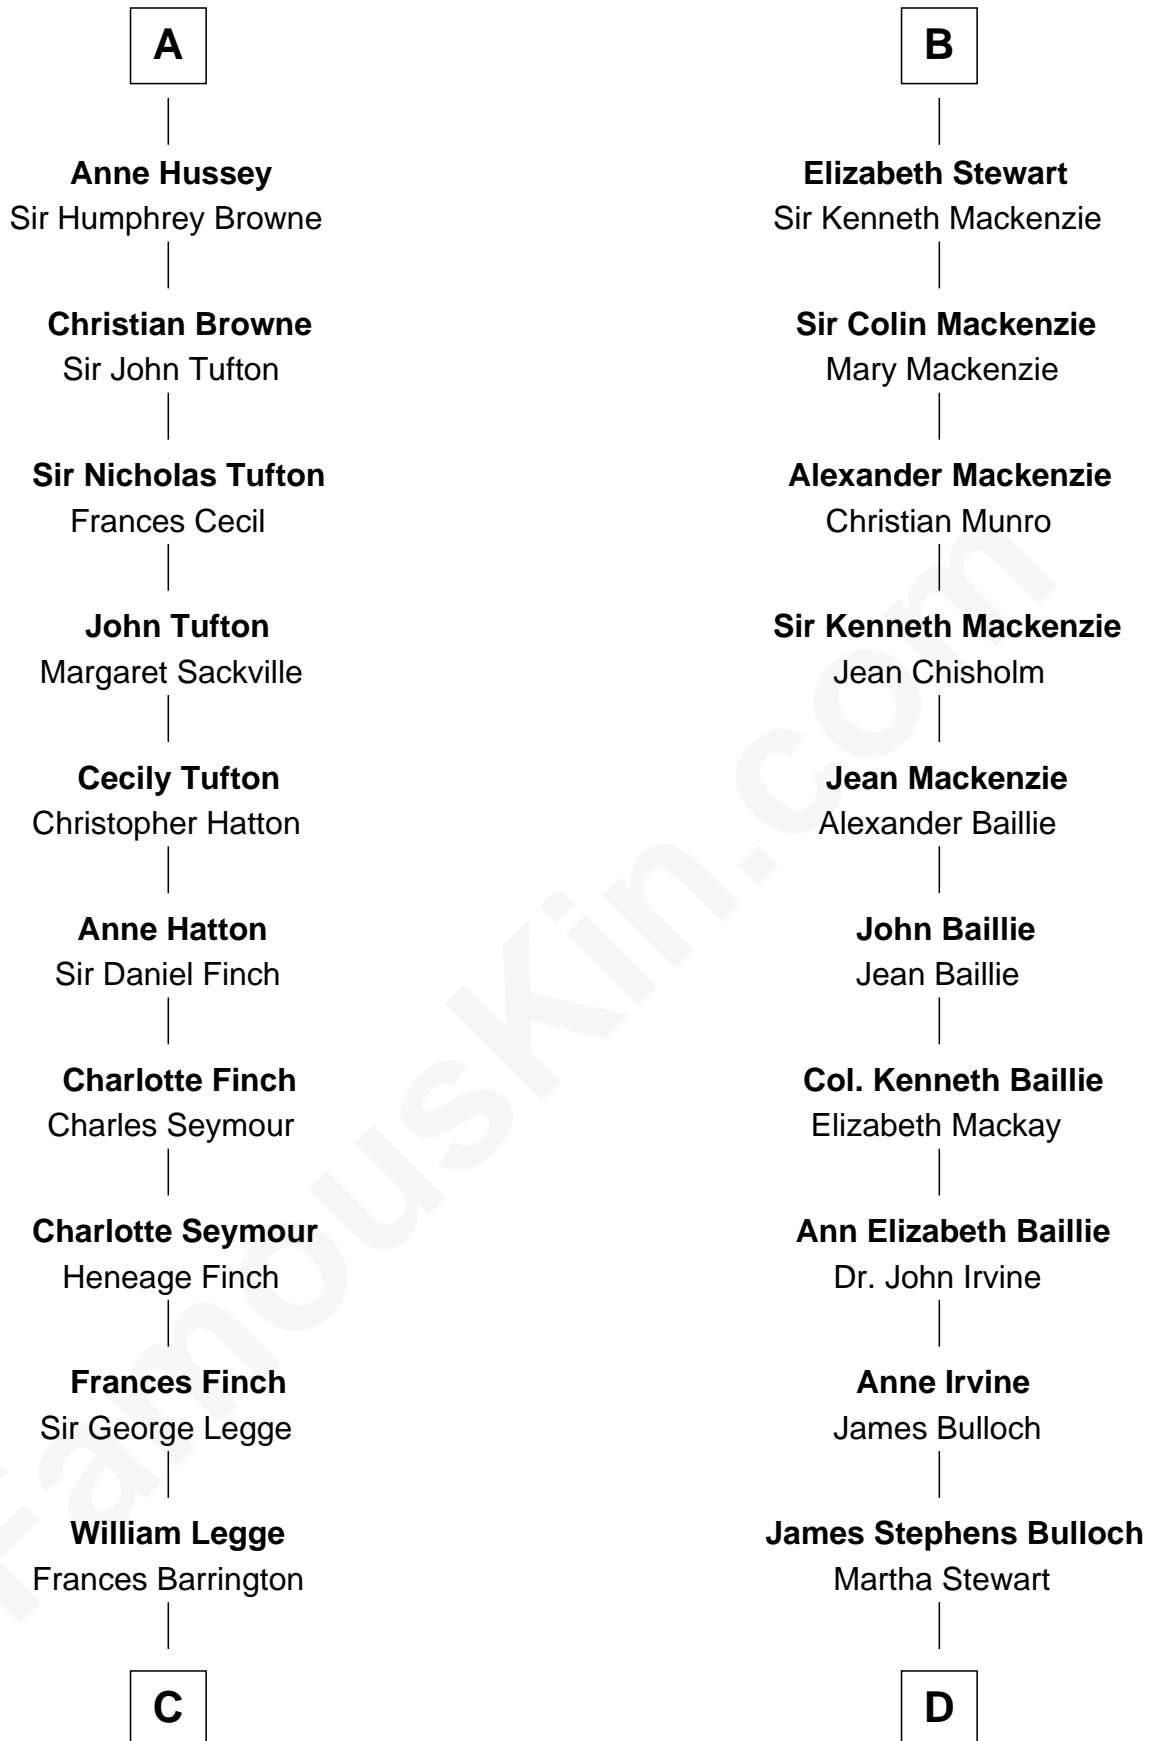 A
Anne Hussey
Sir Humphrey Browne
Christian Browne
Sir John Tufton
Sir Nicholas Tufton
Frances Cecil
John Tufton
Margaret Sackville
Cecily Tufton
Christopher Hatton
Anne Hatton
Sir Daniel Finch
Charlotte Finch
Charles Seymour
Charlotte Seymour
Heneage Finch
Frances Finch
Sir George Legge
William Legge
Frances Barrington
C
B
Elizabeth Stewart
Sir Kenneth Mackenzie
Sir Colin Mackenzie
Mary Mackenzie
Alexander Mackenzie
Christian Munro
Sir Kenneth Mackenzie
Jean Chisholm
Jean Mackenzie
Alexander Baillie
John Baillie
Jean Baillie
Col. Kenneth Baillie
Elizabeth Mackay
Ann Elizabeth Baillie
Dr. John Irvine
Anne Irvine
James Bulloch
James Stephens Bulloch
Martha Stewart
D
FamousKin.com